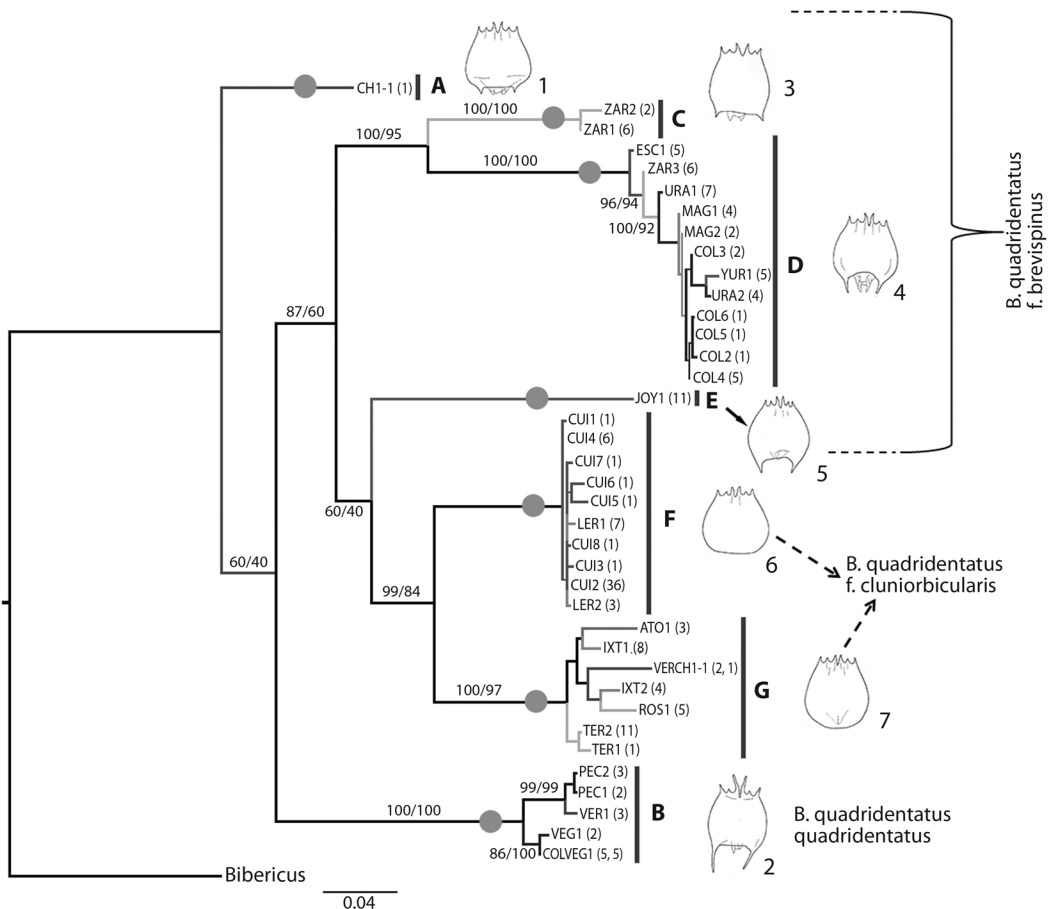 CH1-1 (1)
A
1
3
100/100
ZAR2 (2)
ZAR1 (6)
C
100/95
100/100
ESC1 (5)
ZAR3 (6)
96/94
URA1 (7)
100/92
MAG1 (4)
MAG2 (2)
COL3 (2)
YUR1 (5)
URA2 (4)
COL6 (1)
COL5 (1)
COL2 (1)
COL4 (5)
D
4
B. quadridentatus
f. brevispinus
87/60
JOY1 (11)
E
5
60/40
CUI1 (1)
CUI4 (6)
CUI7 (1)
CUI6 (1)
CUI5 (1)
LER1 (7)
CUI8 (1)
CUI3 (1)
CUI2 (36)
LER2 (3)
F
6
B. quadridentatus
f. cluniorbicularis
60/40
99/84
ATO1 (3)
IXT1.(8)
VERCH1-1 (2, 1)
IXT2 (4)
ROS1 (5)
TER2 (11)
TER1 (1)
100/97
G
7
PEC2 (3)
99/99
PEC1 (2)
VER1 (3)
100/100
VEG1 (2)
86/100
COLVEG1 (5, 5)
B
2
B. quadridentatus
quadridentatus
Bibericus
0.04